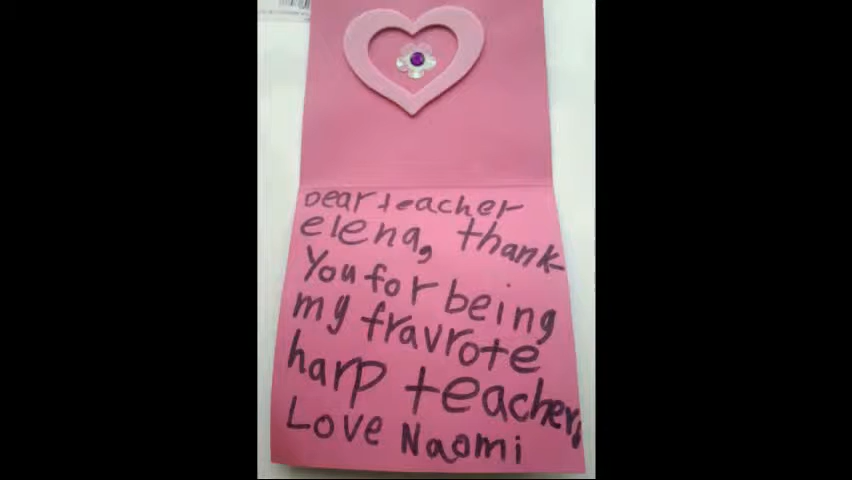 Dear teacher
elena, thank
You for being
my fravrote
harp teacher,
Love Naomi